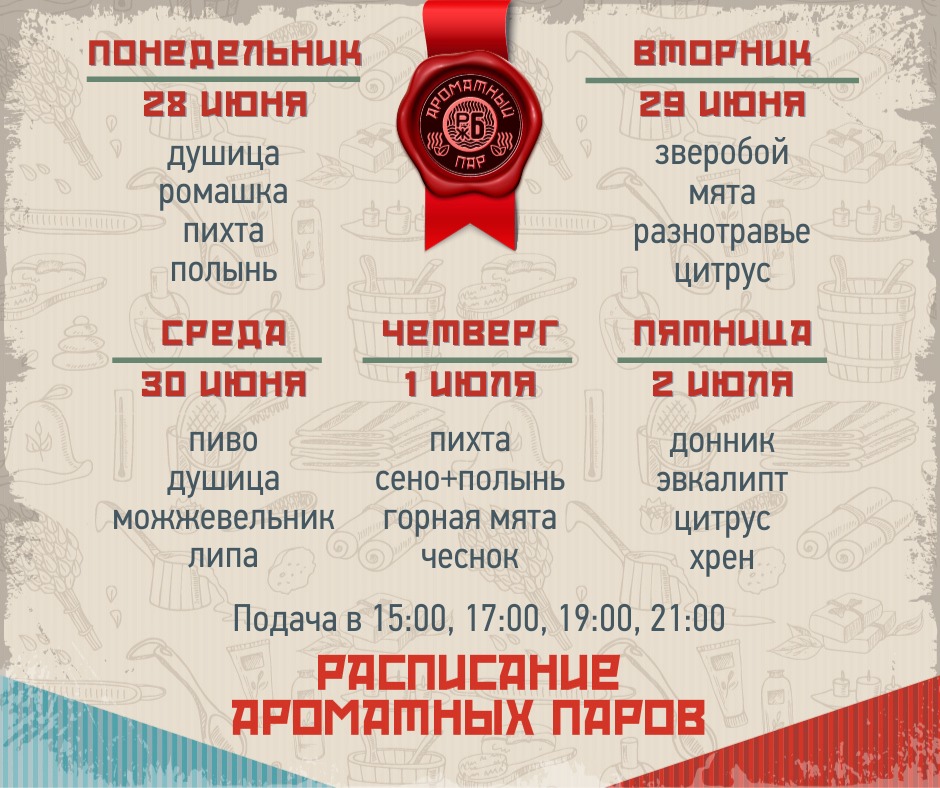 ПОНЕДЕЛЬНИК
28 ИЮНЯ
душица
ромашка
пихта
полынь
АРОМАТНЫЙ
РЖБ
ПАР
ВТОРНИК
29 ИЮНЯ
зверобой
мята
разнотравье
цитрус
СРЕДА
30 ИЮНЯ
пиво
душица
можжевельник
липа
ЧЕТВЕРГ
1 ИЮЛЯ
пихта
сено+полынь
горная мята
чеснок
ПЯТНИЦА
2 ИЮЛЯ
донник
эвкалипт
цитрус
хрен
Подача в 15:00, 17:00, 19:00, 21:00
РАСПИСАНИЕ
АРОМАТНЫХ ПАРОВ